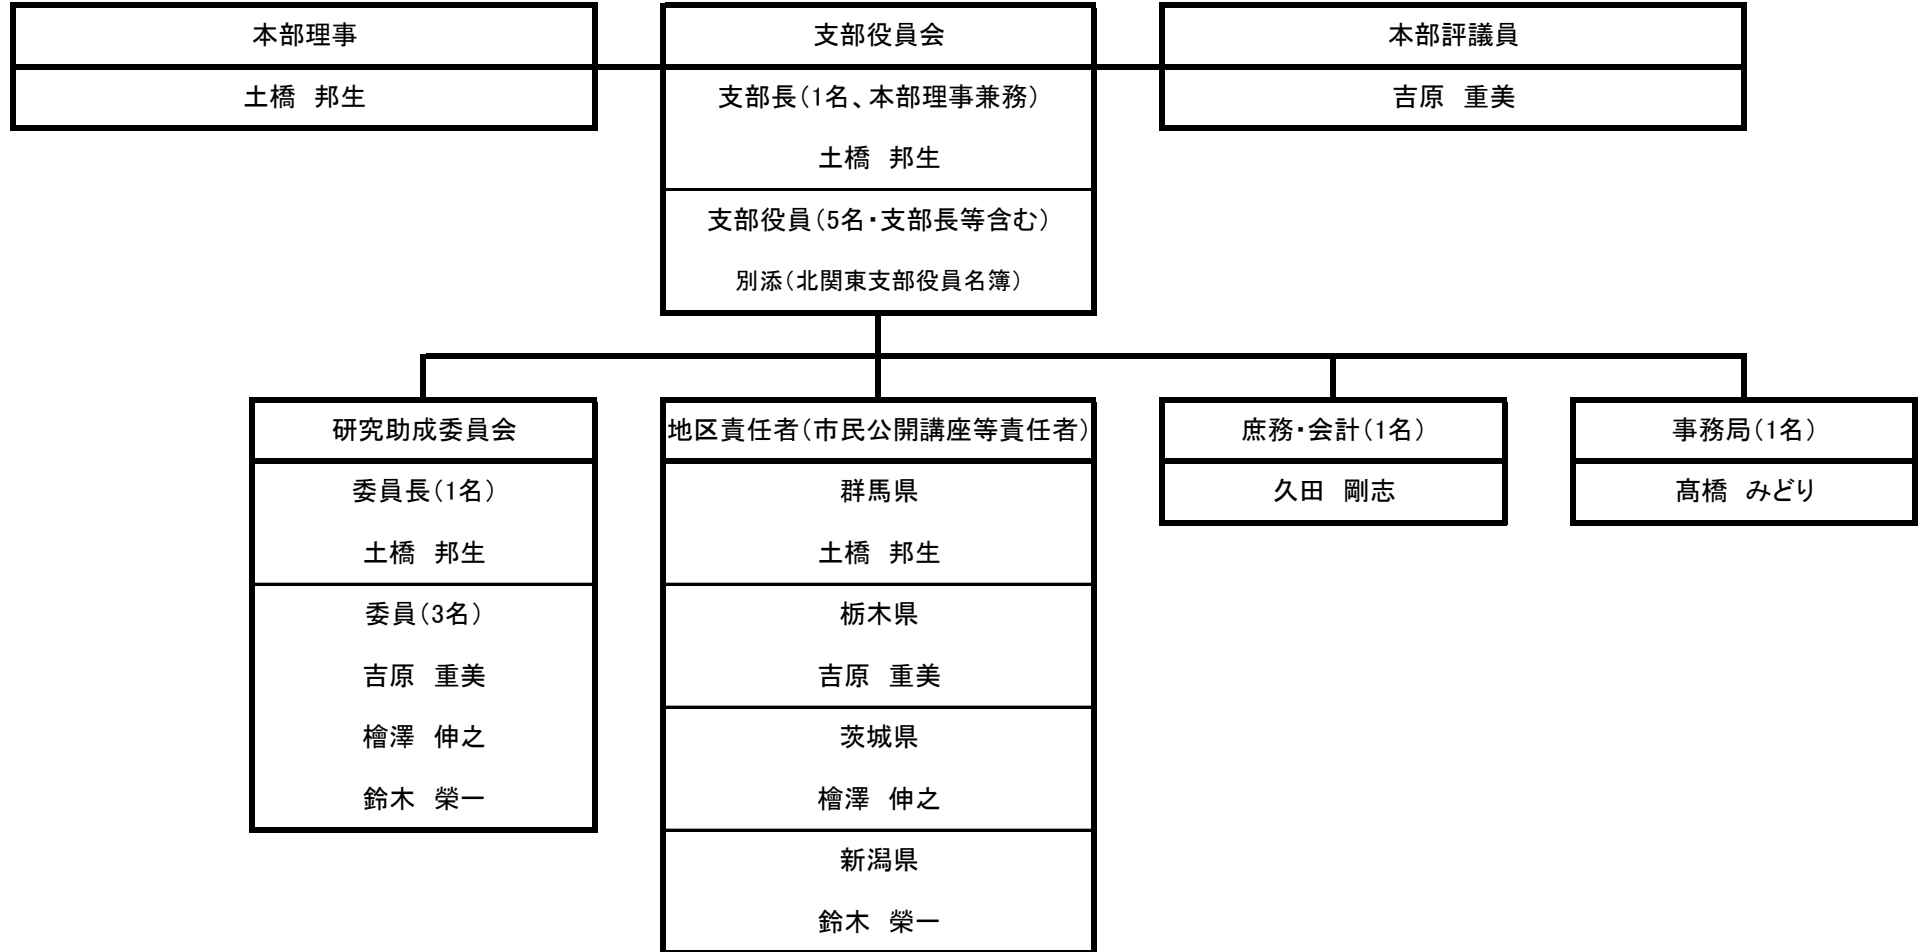 本部理事
土橋 邦生
支部役員会
支部長(1名、本部理事兼務)
土橋 邦生
支部役員(5名・支部長等含む)
別添(北関東支部役員名簿)
本部評議員
吉原 重美
研究助成委員会
委員長(1名)
土橋 邦生
委員(3名)
吉原 重美
檜澤 伸之
鈴木 榮一
地区責任者(市民公開講座等責任者)
群馬県
土橋 邦生
栃木県
吉原 重美
茨城県
檜澤 伸之
新潟県
鈴木 榮一
庶務・会計(1名)
久田 剛志
事務局(1名)
髙橋 みどり